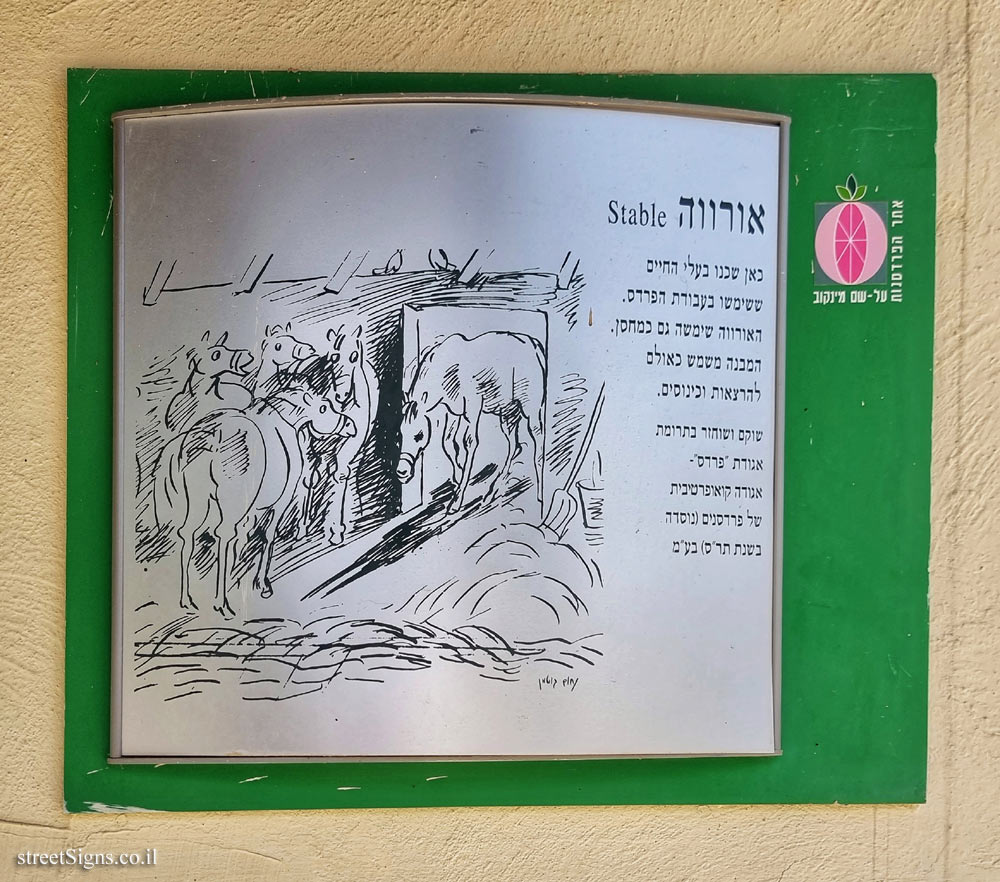 אורווה Stable
כאן שכנו בעלי החיים
ששימשו בעבודת הפרדס.
האורווה שימשה גם כמחסן.
המבנה משמש כאולם
להרצאות וכינוסים.
שוקם ושוחזר בתרומת
אגודת "פרדס"-
אגודה קואופרטיבית
של פרדסנים (נוסדה
בשנת תר"ס) בע"מ
נחום גוטמן
אתר הפרדסנות
על-שם מינקוב
streetSigns.co.il